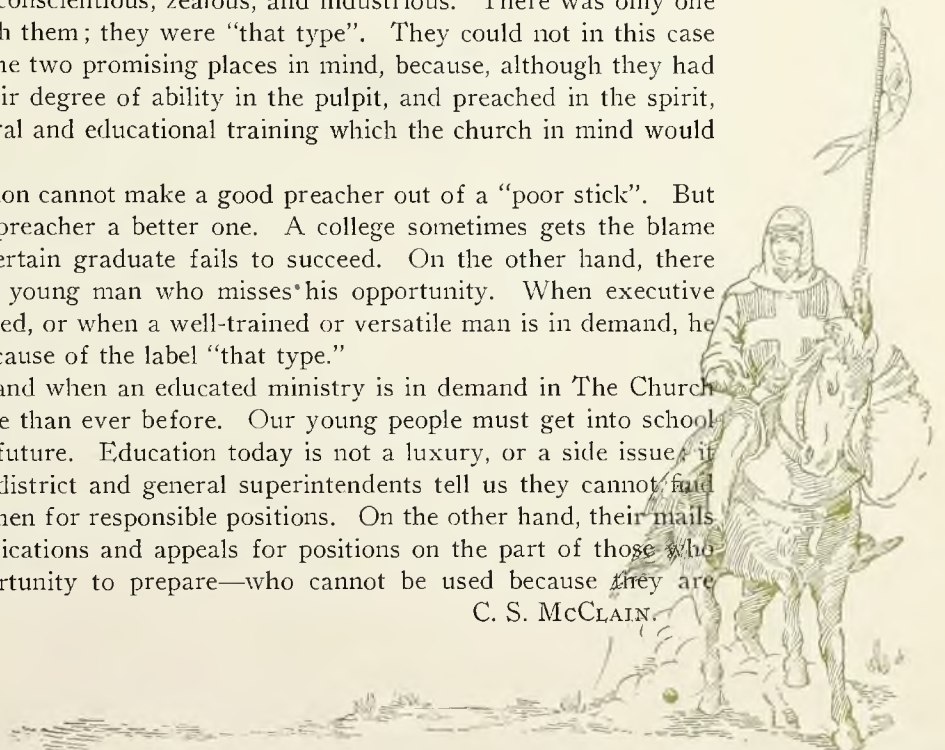 conscientious, zealous, and industrious. There was only one
h them; they were "that type". They could not in this case
ne two promising places in mind, because, although they had
ir degree of ability in the pulpit, and preached in the spirit,
ral and educational training which the church in mind would
on cannot make a good preacher out of a "poor stick". But
preacher a better one. A college sometimes gets the blame
ertain graduate fails to succeed. On the other hand, there
young man who misses his opportunity. When executive
ed, or when a well-trained or versatile man is in demand, he
cause of the label "that type."
and when an educated ministry is in demand in The Church
e than ever before. Our young people must get into school
future. Education today is not a luxury, or a side issue; it
district and general superintendents tell us they cannot find
nen for responsible positions. On the other hand, their mails
ications and appeals for positions on the part of those who
rtunity to prepare—who cannot be used because they are
C. S. McClain.